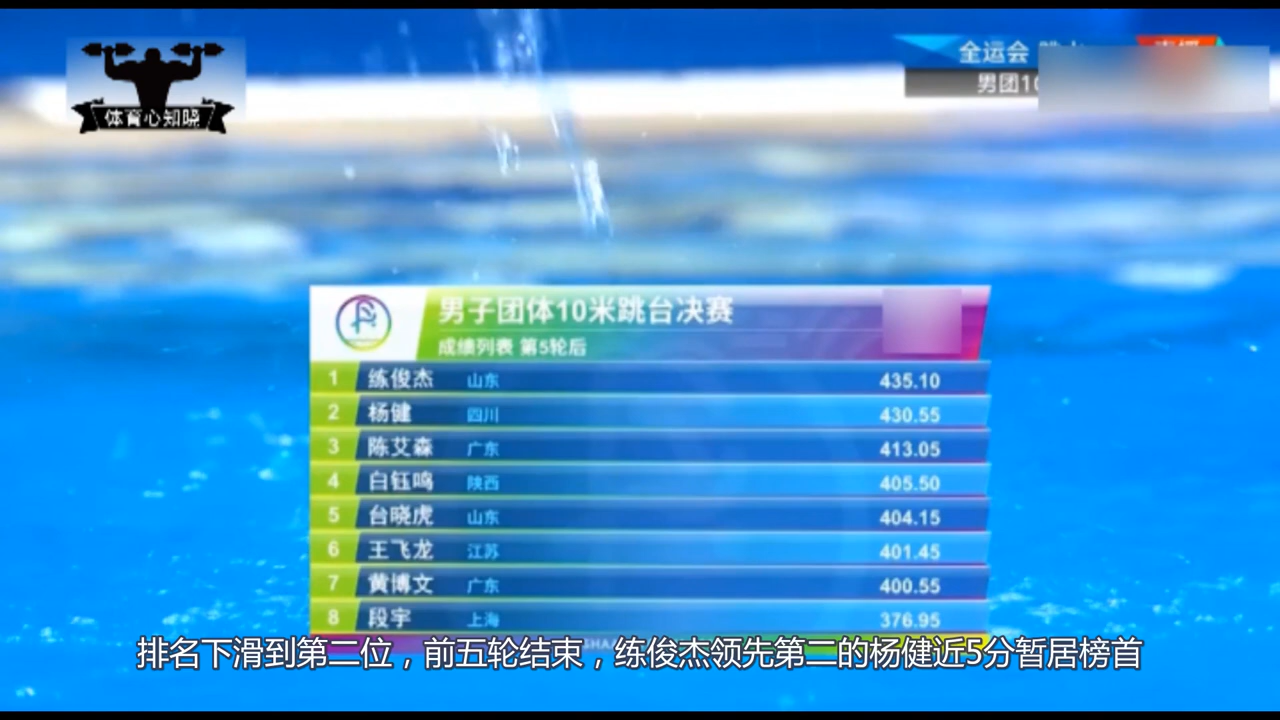 体育心知晓
全运会
男团10
男子团体10米跳台决赛
成绩列表 第5轮后
1 练俊杰 山东 435.10
2 杨健 四川 430.55
3 陈艾森 广东 413.05
4 白钰鸣 陕西 405.50
5 台晓虎 山东 404.15
6 王飞龙 江苏 401.45
7 黄博文 广东 400.55
8 段宇 上海 376.95
排名下滑到第二位，前五轮结束，练俊杰领先第二的杨健近5分暂居榜首